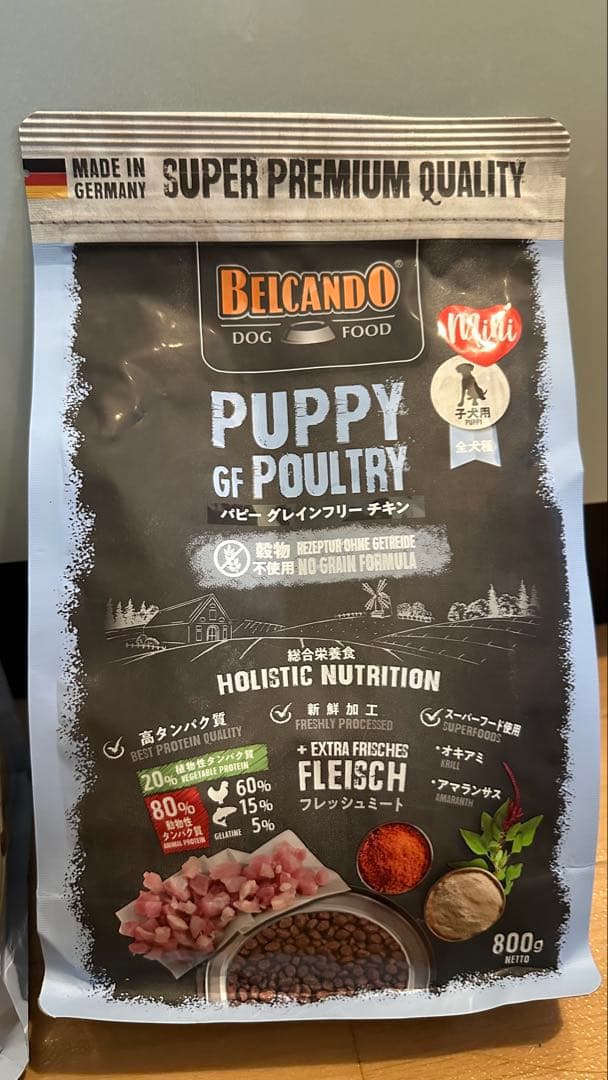 MADE IN
GERMANY
SUPER PREMIUM QUALITY
BELCANDO®
DOG FOOD
Mini
子犬用
PUPPY
全犬種
PUPPY
GF POULTRY
パピー グレインフリー チキン
穀物
不使用
REZEPTUR OHNE GETREIDE
NO GRAIN FORMULA
総合栄養食
HOLISTIC NUTRITION
高タンパク質
BEST PROTEIN QUALITY
新鮮加工
FRESHLY PROCESSED
スーパーフード使用
SUPERFOODS
20% 植物性タンパク質
VEGETABLE PROTEIN
80%
動物性
タンパク質
ANIMAL PROTEIN
60%
15%
GELATINE 5%
+ EXTRA FRISCHES
FLEISCH
フレッシュミート
・オキアミ
KRILL
・アマランサス
AMARANTH
800g
NETTO